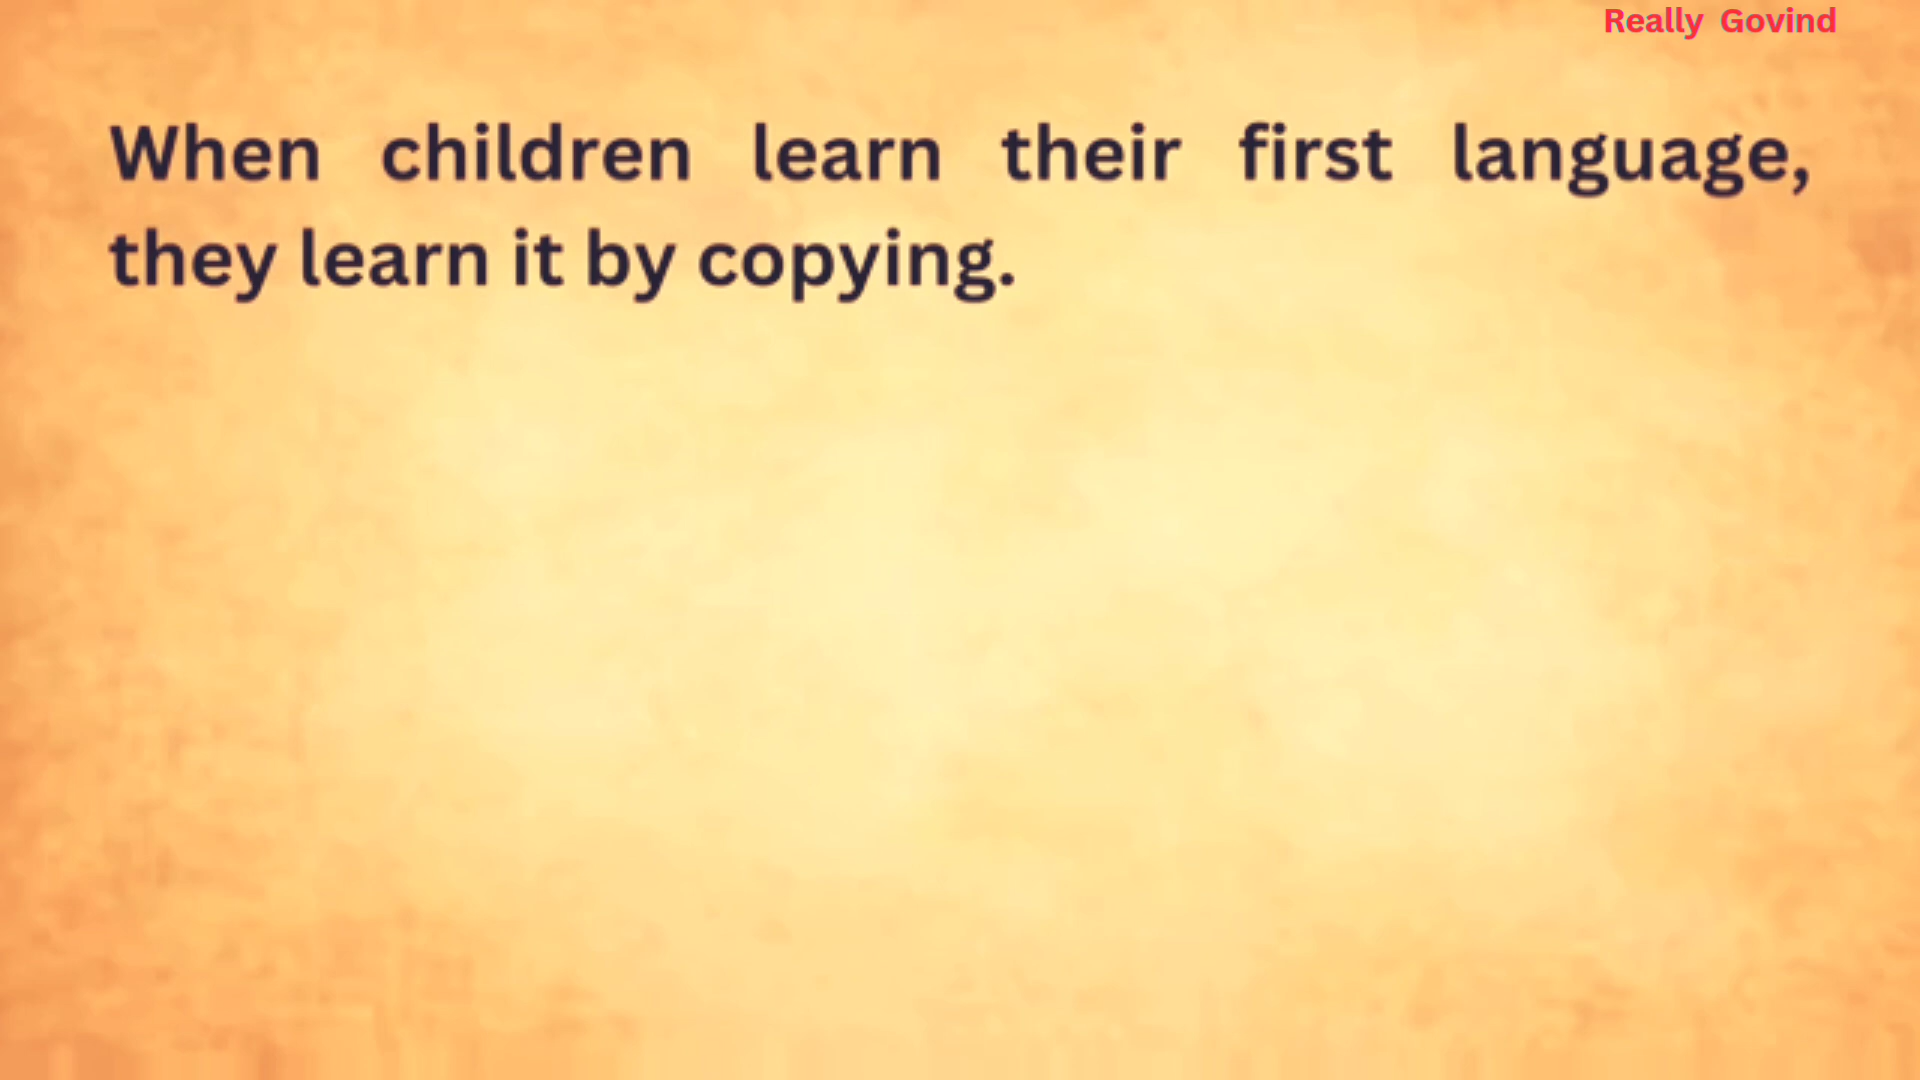 Really Govind
When children learn their first language,
they learn it by copying.